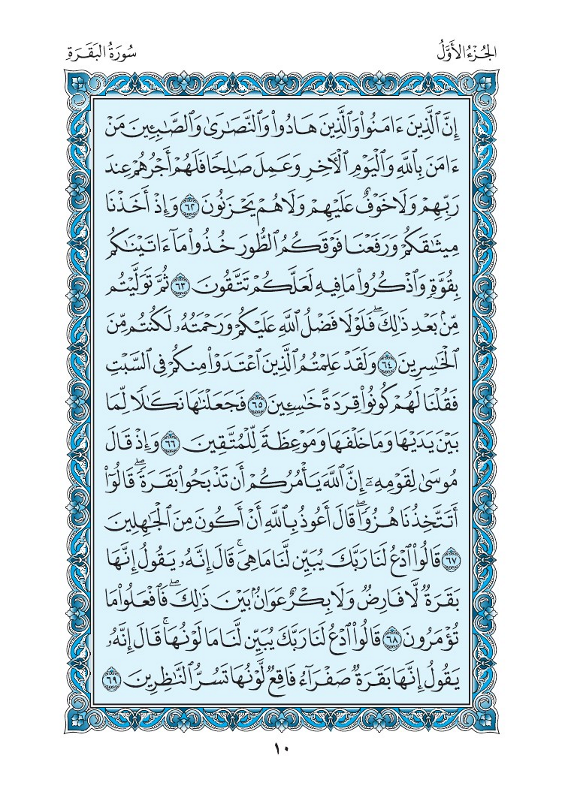 الجُزْءُ الأَوَّلُ
سُورَةُ البَقَرَةِ
إِنَّ ٱلَّذِينَ ءَامَنُواْ وَٱلَّذِينَ هَادُواْ وَٱلنَّصَٰرَىٰ وَٱلصَّٰبِـِٔينَ مَنْ
ءَامَنَ بِٱللَّهِ وَٱلْيَوْمِ ٱلْءَاخِرِ وَعَمِلَ صَٰلِحًا فَلَهُمْ أَجْرُهُمْ عِندَ
رَبِّهِمْ وَلَا خَوْفٌ عَلَيْهِمْ وَلَا هُمْ يَحْزَنُونَ ٦٢ وَإِذْ أَخَذْنَا
مِيثَٰقَكُمْ وَرَفَعْنَا فَوْقَكُمُ ٱلطُّورَ خُذُواْ مَآ ءَاتَيْنَٰكُم
بِقُوَّةٍ وَٱذْكُرُواْ مَا فِيهِ لَعَلَّكُمْ تَتَّقُونَ ٦٣ ثُمَّ تَوَلَّيْتُم
مِّنۢ بَعْدِ ذَٰلِكَۖ فَلَوْلَا فَضْلُ ٱللَّهِ عَلَيْكُمْ وَرَحْمَتُهُۥ لَكُنتُم مِّنَ
ٱلْخَٰسِرِينَ ٦٤ وَلَقَدْ عَلِمْتُمُ ٱلَّذِينَ ٱعْتَدَوْاْ مِنكُمْ فِي ٱلسَّبْتِ
فَقُلْنَا لَهُمْ كُونُواْ قِرَدَةً خَٰسِـِٔينَ ٦٥ فَجَعَلْنَٰهَا نَكَٰلًا لِّمَا
بَيْنَ يَدَيْهَا وَمَا خَلْفَهَا وَمَوْعِظَةً لِّلْمُتَّقِينَ ٦٦ وَإِذْ قَالَ
مُوسَىٰ لِقَوْمِهِۦٓ إِنَّ ٱللَّهَ يَأْمُرُكُمْ أَن تَذْبَحُواْ بَقَرَةًۖ قَالُوٓاْ
أَتَتَّخِذُنَا هُزُوًاۖ قَالَ أَعُوذُ بِٱللَّهِ أَنْ أَكُونَ مِنَ ٱلْجَٰهِلِينَ
٦٧ قَالُواْ ٱدْعُ لَنَا رَبَّكَ يُبَيِّن لَّنَا مَا هِيَۚ قَالَ إِنَّهُۥ يَقُولُ إِنَّهَا
بَقَرَةٌ لَّا فَارِضٌ وَلَا بِكْرٌ عَوَانٌۢ بَيْنَ ذَٰلِكَۖ فَٱفْعَلُواْ مَا
تُؤْمَرُونَ ٦٨ قَالُواْ ٱدْعُ لَنَا رَبَّكَ يُبَيِّن لَّنَا مَا لَوْنُهَاۚ قَالَ إِنَّهُۥ
يَقُولُ إِنَّهَا بَقَرَةٌ صَفْرَآءُ فَاقِعٌ لَّوْنُهَا تَسُرُّ ٱلنَّٰظِرِينَ ٦٩
١٠